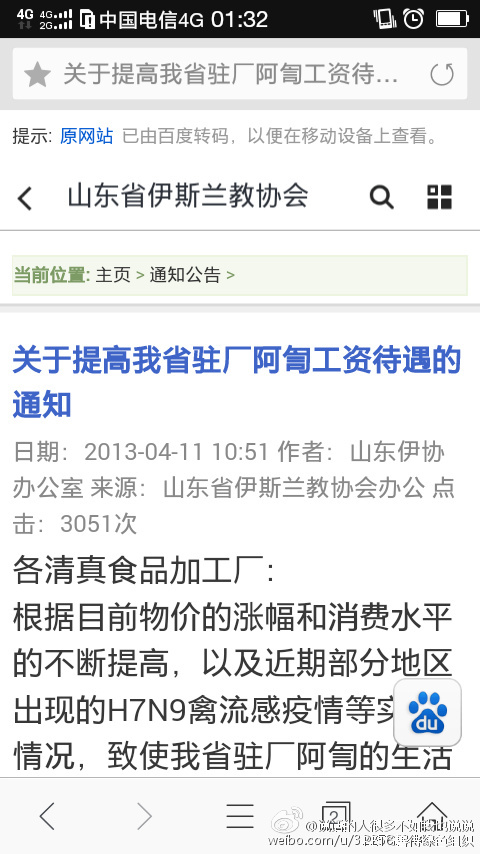 4G 4G 2G 中国电信4G 01:32
关于提高我省驻厂阿訇工资待...
提示: 原网站 已由百度转码，以便在移动设备上查看。
山东省伊斯兰教协会
当前位置: 主页 > 通知公告 >
关于提高我省驻厂阿訇工资待遇的
通知
日期：2013-04-11 10:51 作者：山东伊协
办公室 来源：山东省伊斯兰教协会办公 点
击：3051次
各清真食品加工厂：
根据目前物价的涨幅和消费水平
的不断提高，以及近期部分地区
出现的H7N9禽流感疫情等实
情况，致使我省驻厂阿訇的生活
du
2